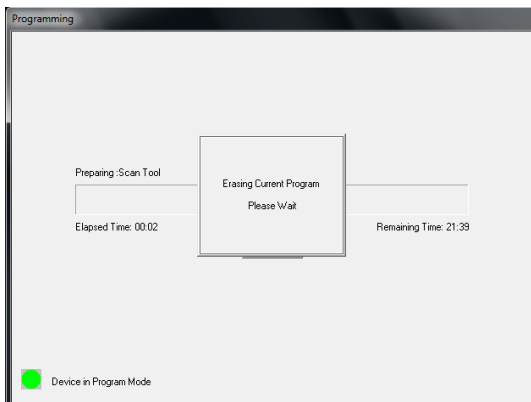 Programming
Preparing :Scan Tool
Erasing Current Program
Please Wait
Elapsed Time: 00:02
Remaining Time: 21:39
Device in Program Mode